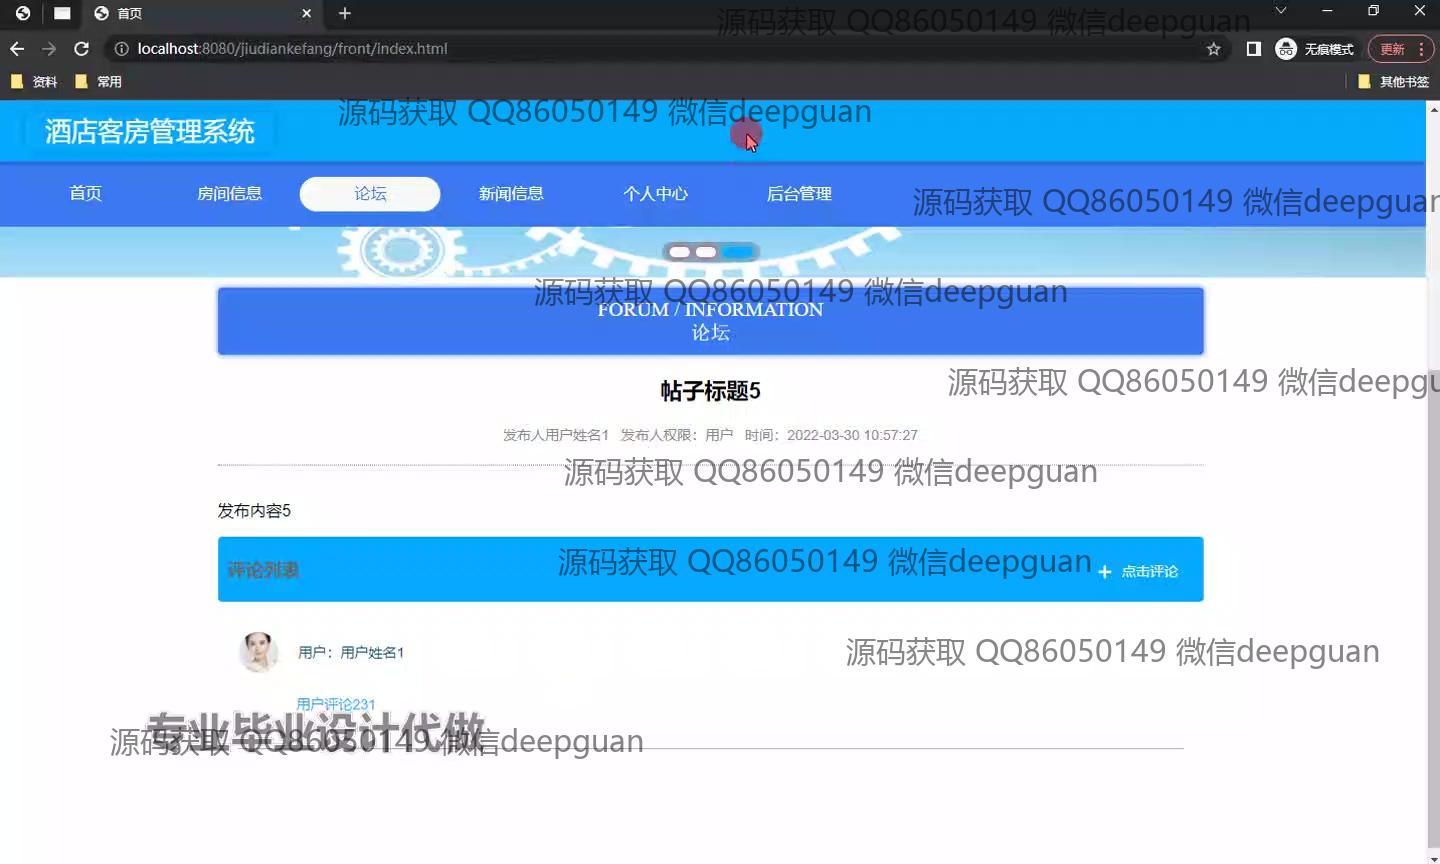 首页
源码获取 QQ86050149 微信deepguan
localhost:8080/jiudiankefang/front/index.html
无痕模式
更新
资料
常用
其他书签
源码获取 QQ86050149 微信deepguan
酒店客房管理系统
首页
房间信息
论坛
新闻信息
个人中心
后台管理
源码获取 QQ86050149 微信deepguan
源码获取 QQ86050149 微信deepguan
FORUM / INFORMATION
论坛
源码获取 QQ86050149 微信deepgu
帖子标题5
发布人用户姓名1 发布人权限：用户 时间：2022-03-30 10:57:27
源码获取 QQ86050149 微信deepguan
发布内容5
源码获取 QQ86050149 微信deepguan
评论列表
+ 点击评论
用户：用户姓名1
源码获取 QQ86050149 微信deepguan
用户评论231
专业毕业设计代做
源码获取 QQ86050149 微信deepguan